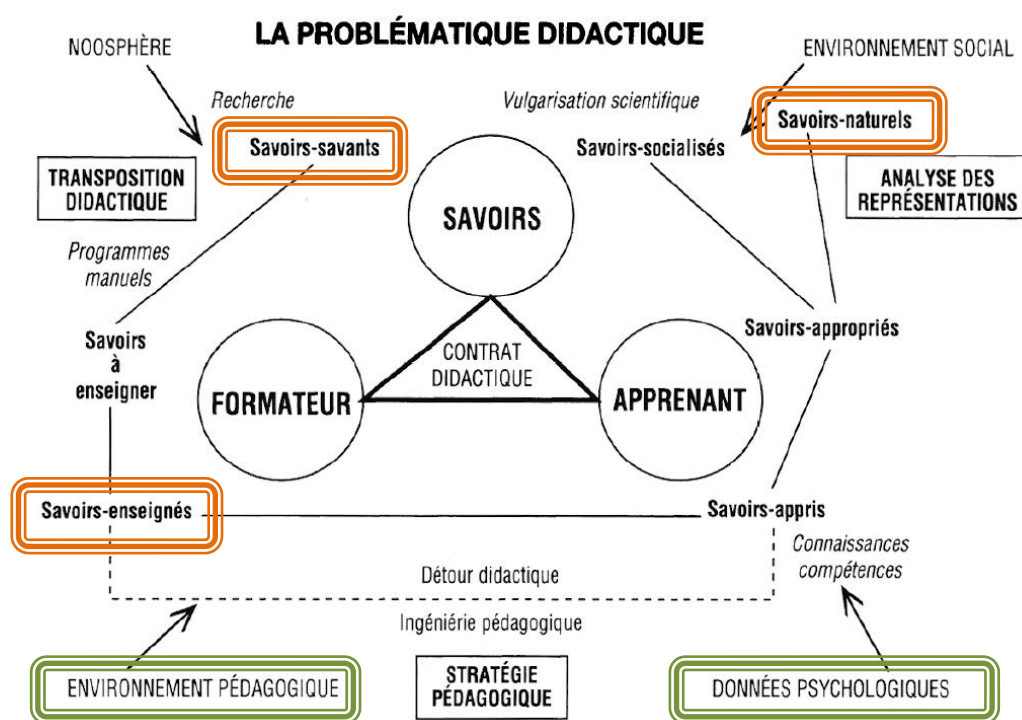 LA PROBLÉMATIQUE DIDACTIQUE
NOOSPHÈRE
ENVIRONNEMENT SOCIAL
Recherche
Vulgarisation scientifique
Savoirs-savants
Savoirs-socialisés
Savoirs-naturels
TRANSPOSITION
DIDACTIQUE
ANALYSE DES
REPRÉSENTATIONS
SAVOIRS
Programmes
manuels
Savoirs
à
enseigner
Savoirs-appropriés
CONTRAT
DIDACTIQUE
FORMATEUR
APPRENANT
Savoirs-enseignés
Savoirs-appris
Connaissances
compétences
Détour didactique
Ingéniérie pédagogique
ENVIRONNEMENT PÉDAGOGIQUE
STRATÉGIE
PÉDAGOGIQUE
DONNÉES PSYCHOLOGIQUES